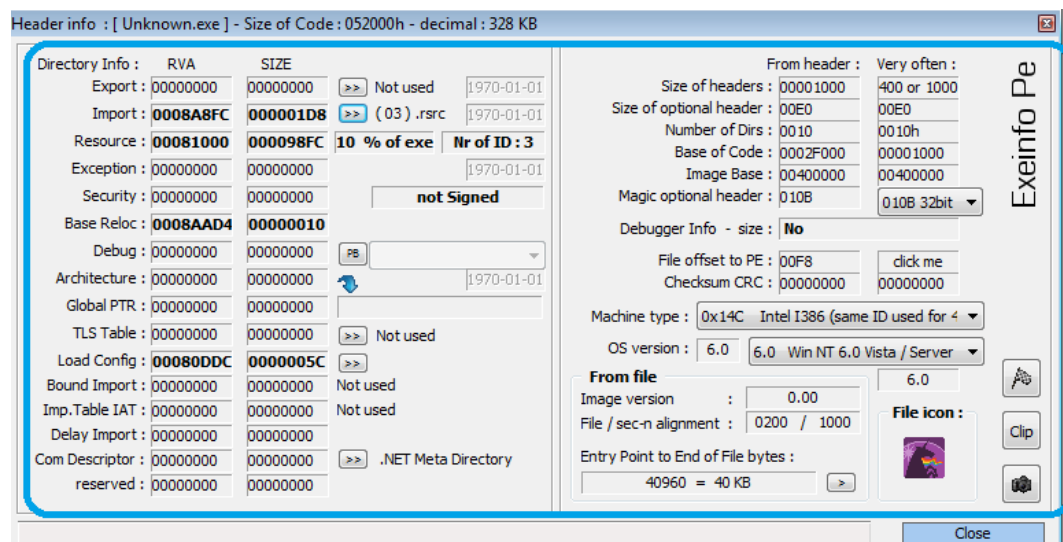 Header info : [ Unknown.exe ] - Size of Code : 052000h - decimal : 328 KB
Directory Info : RVA SIZE
Export : 00000000 00000000 >> Not used 1970-01-01
Import : 0008A8FC 000001D8 >> ( 03 ) .rsrc 1970-01-01
Resource : 00081000 000098FC 10 % of exe Nr of ID : 3
Exception : 00000000 00000000 1970-01-01
Security : 00000000 00000000 not Signed
Base Reloc : 0008AAD4 00000010
Debug : 00000000 00000000 PB
Architecture : 00000000 00000000 1970-01-01
Global PTR : 00000000 00000000
TLS Table : 00000000 00000000 >> Not used
Load Config : 00080DDC 0000005C >>
Bound Import : 00000000 00000000 Not used
Imp.Table IAT : 00000000 00000000 Not used
Delay Import : 00000000 00000000
Com Descriptor : 00000000 00000000 >> .NET Meta Directory
reserved : 00000000 00000000
From header : Very often :
Size of headers : 00001000 400 or 1000
Size of optional header : 00E0 00E0
Number of Dirs : 0010 0010h
Base of Code : 0002F000 00001000
Image Base : 00400000 00400000
Magic optional header : 010B 010B 32bit
Debugger Info - size : No
File offset to PE : 00F8 click me
Checksum CRC : 00000000 00000000
Machine type : 0x14C Intel I386 (same ID used for 4
OS version : 6.0 6.0 Win NT 6.0 Vista / Server
From file 6.0
Image version : 0.00
File / sec-n alignment : 0200 / 1000
File icon :
Entry Point to End of File bytes :
40960 = 40 KB >
Exeinfo Pe
Clip
Close